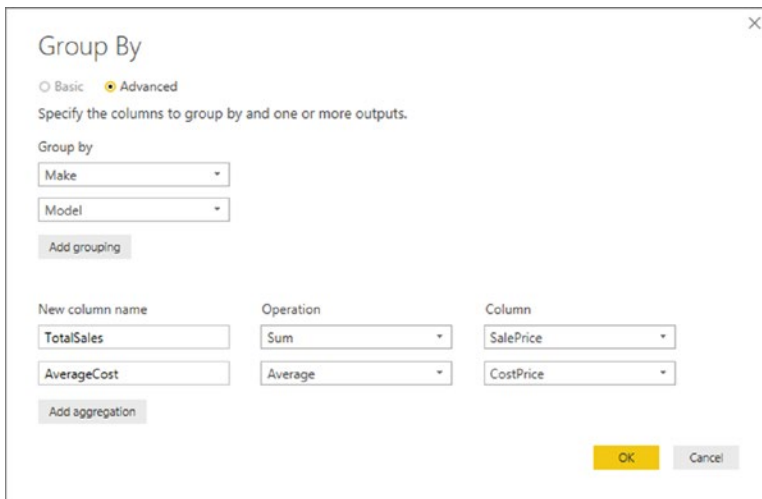 Group By
Basic Advanced
Specify the columns to group by and one or more outputs.
Group by
Make
Model
Add grouping
New column name Operation Column
TotalSales Sum SalePrice
AverageCost Average CostPrice
Add aggregation
OK Cancel